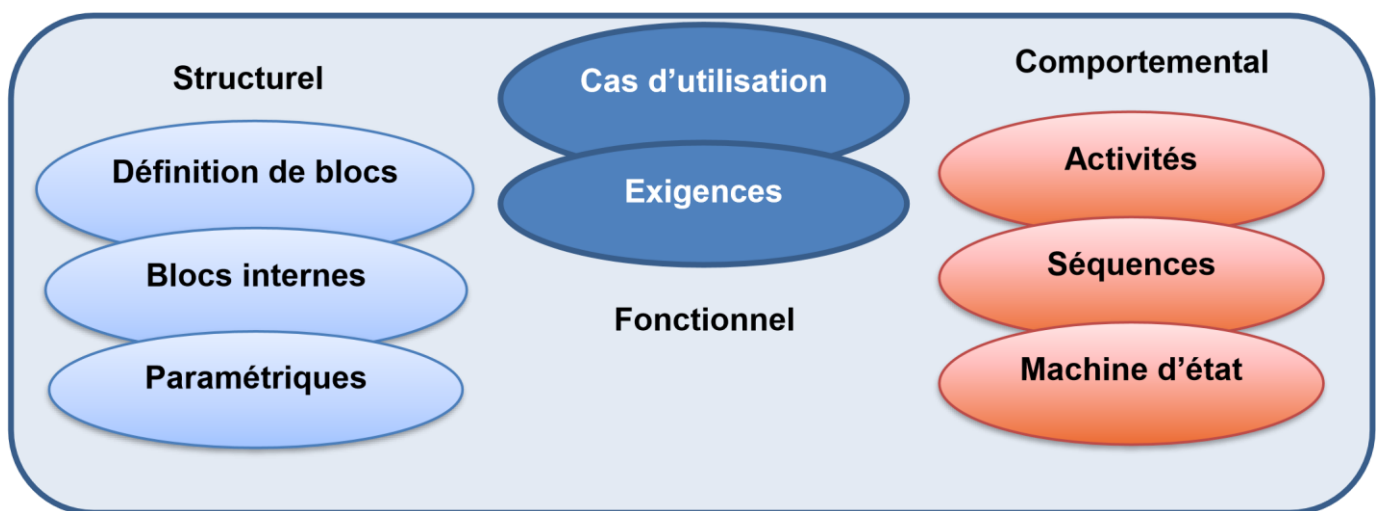 Structurel
Définition de blocs
Blocs internes
Paramétriques
Cas d’utilisation
Exigences
Fonctionnel
Comportemental
Activités
Séquences
Machine d’état